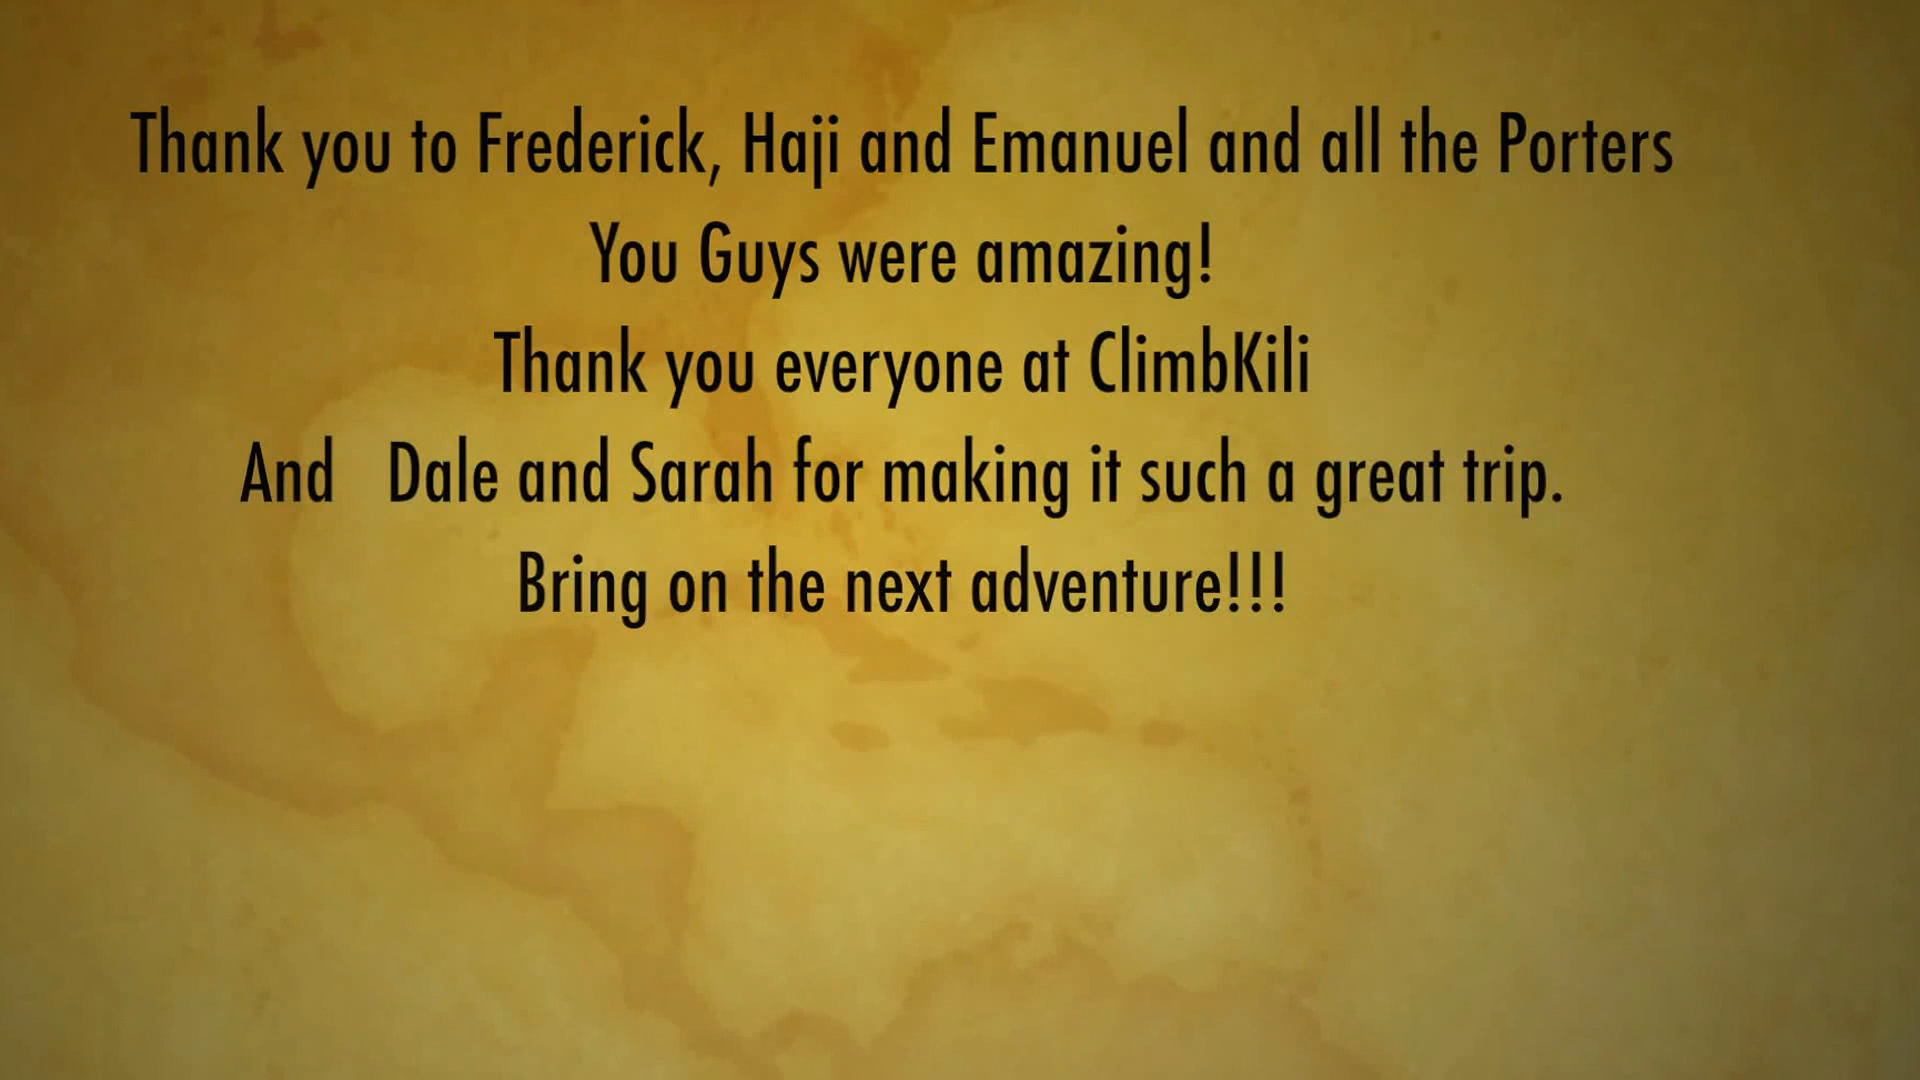 Thank you to Frederick, Haji and Emanuel and all the Porters
You Guys were amazing!
Thank you everyone at ClimbKili
And   Dale and Sarah for making it such a great trip.
Bring on the next adventure!!!